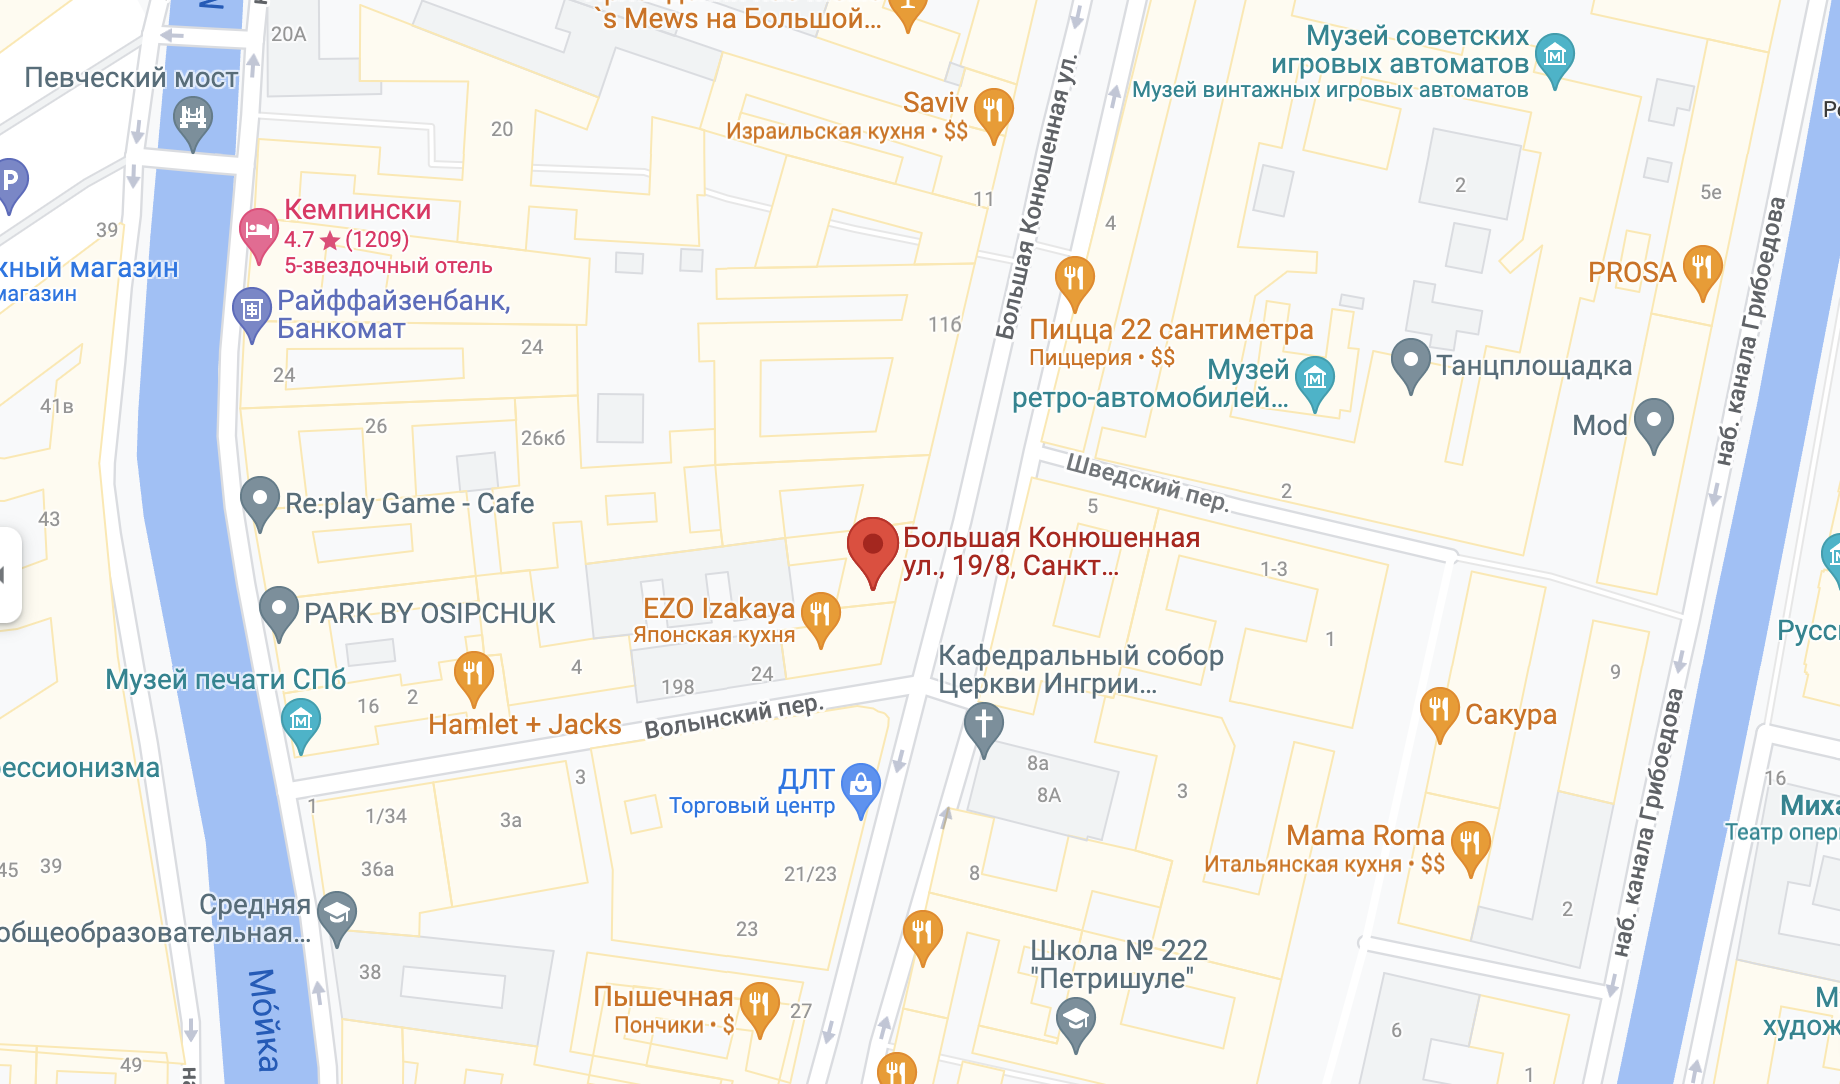 `s Mews на Большой...
20А
Певческий мост
Музей советских
игровых автоматов
Музей винтажных игровых автоматов
Saviv
Израильская кухня • $$
Большая Конюшенная ул.
20
P
2
5е
11
4
39
Кемпински
4.7 ★ (1209)
5-звездочный отель
жный магазин
магазин
Райффайзенбанк,
Банкомат
PROSA
наб. канала Грибоедова
11б
Пицца 22 сантиметра
Пиццерия • $$
24
24
Музей
ретро-автомобилей...
Танцплощадка
41в
26
26кб
Mod
Шведский пер.
2
5
Re:play Game - Cafe
43
Большая Конюшенная
ул., 19/8, Санкт...
1-3
PARK BY OSIPCHUK
EZO Izakaya
Японская кухня
1
9
Русс
Кафедральный собор
Церкви Ингрии...
Музей печати СПб
4
24
198
2
16
Волынский пер.
Hamlet + Jacks
Сакура
наб. канала Грибоедова
ессионизма
ДЛТ
Торговый центр
8а
8А
3
3
16
1
1/34
3а
Миха
Театр опер
Mama Roma
Итальянская кухня • $$
45
39
36а
21/23
8
Средняя
общеобразовательная...
23
2
Школа № 222
"Петришуле"
38
Мо́йка
Пышечная
Пончики • $
27
6
М
худож
49
ен
1